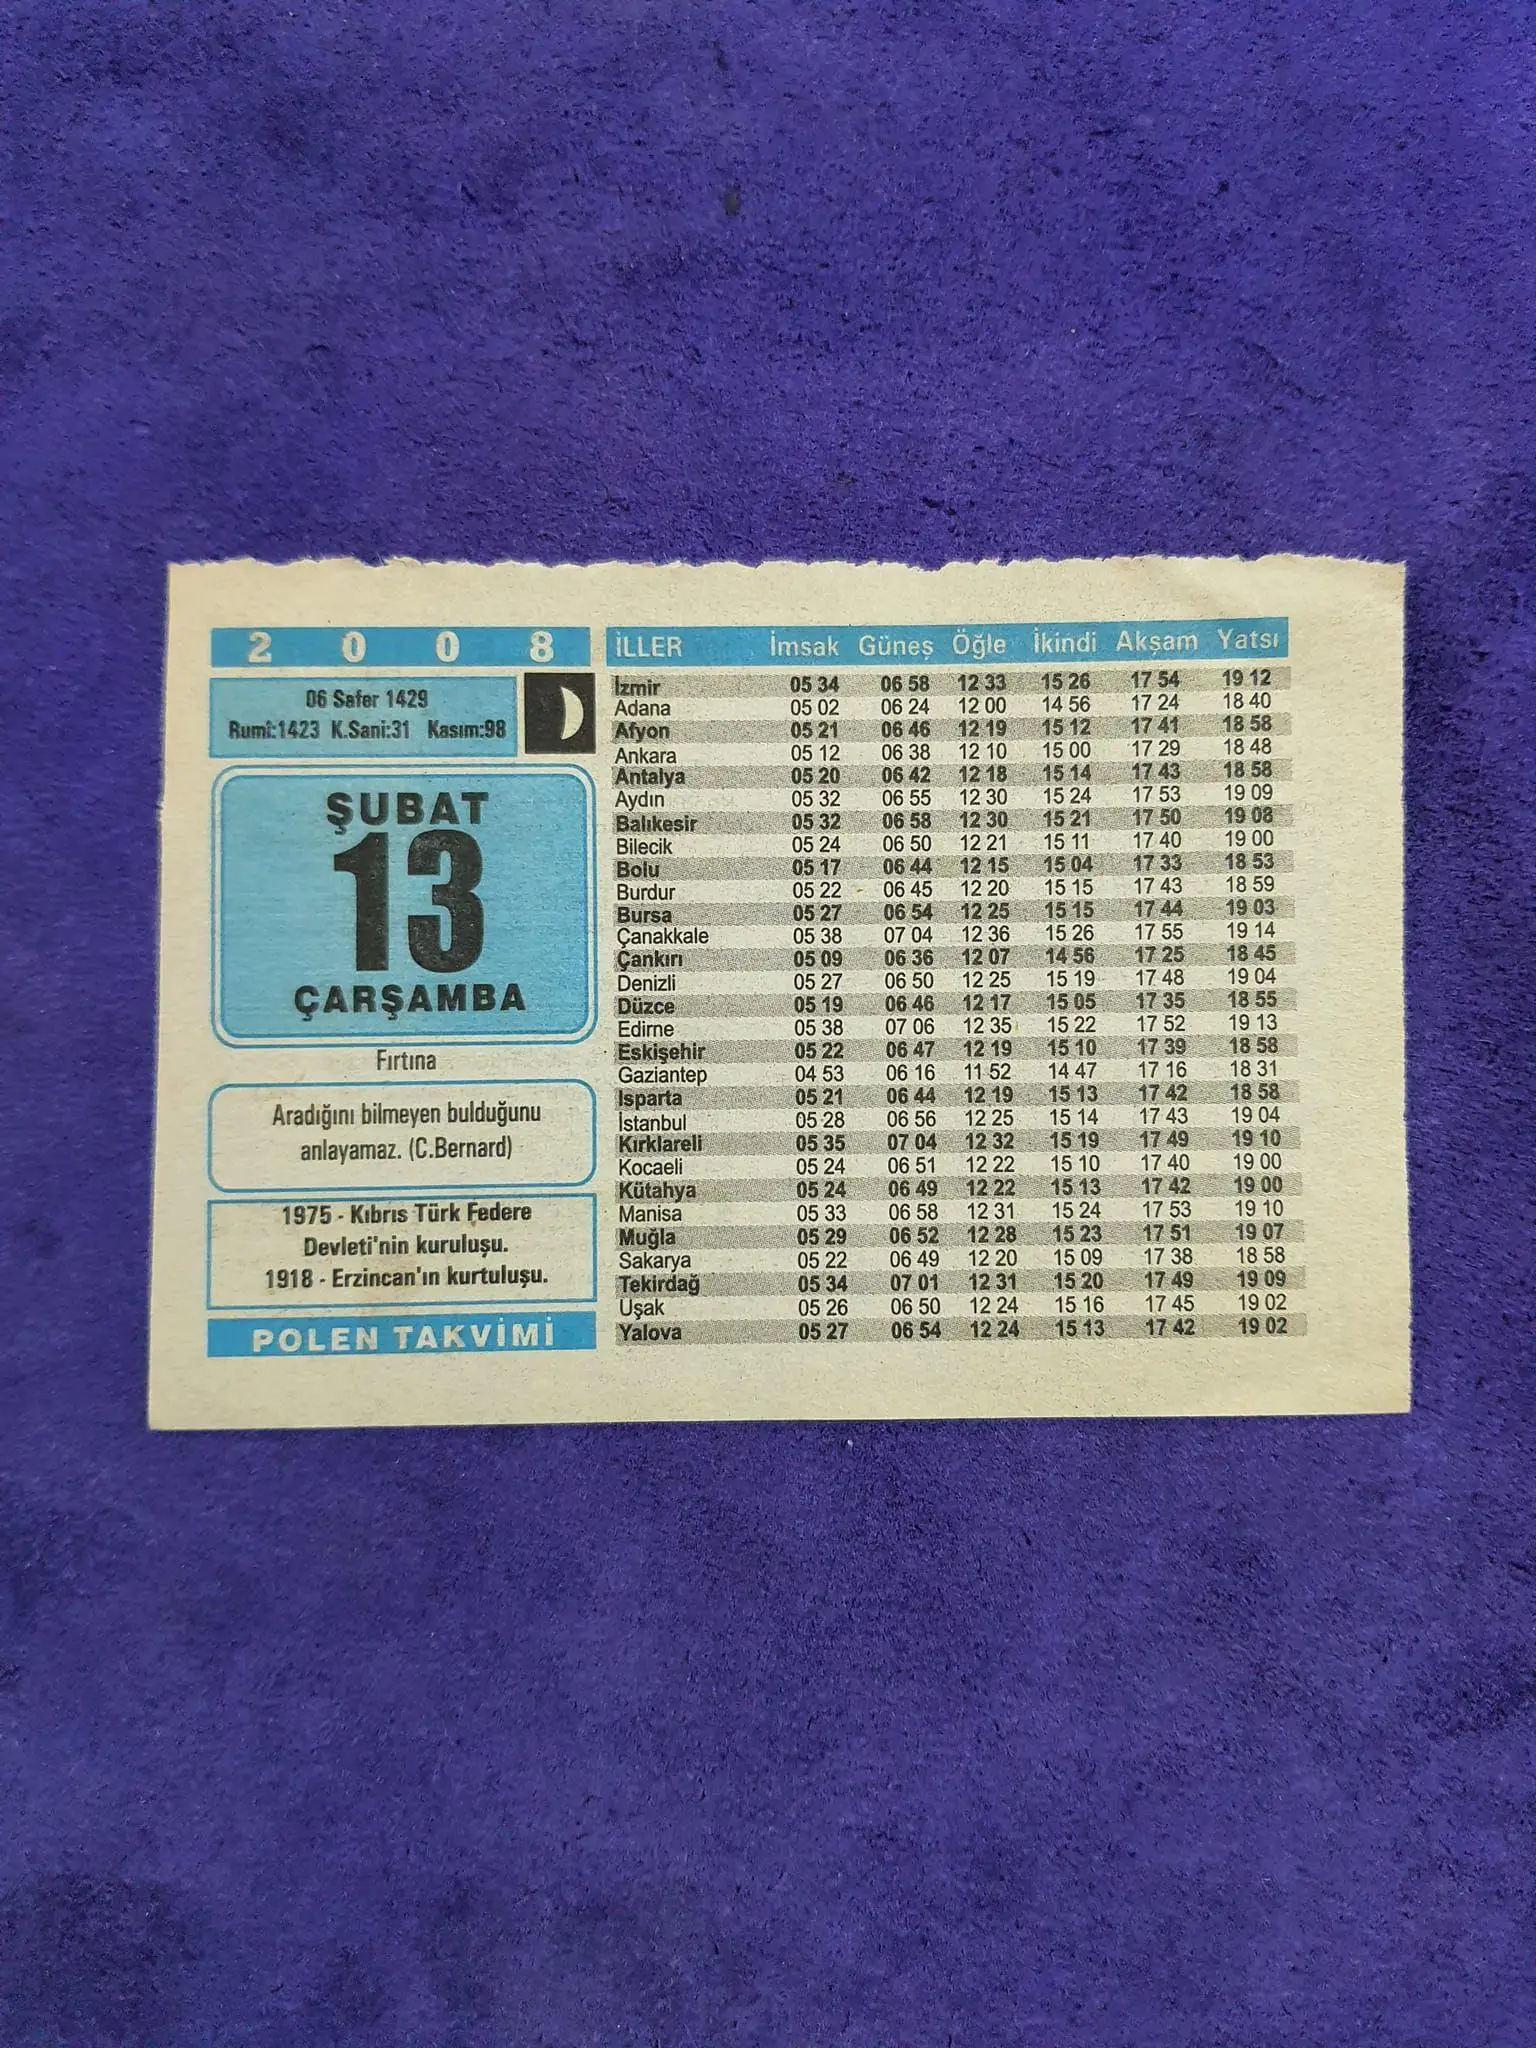 2 0 0 8
06 Safer 1429
Rumî:1423 K.Sani:31 Kasım:98
ŞUBAT
13
ÇARŞAMBA
Fırtına
Aradığını bilmeyen bulduğunu
anlayamaz. (C.Bernard)
1975 - Kıbrıs Türk Federe
Devleti'nin kuruluşu.
1918 - Erzincan'ın kurtuluşu.
POLEN TAKVİMİ
İLLER İmsak Güneş Öğle İkindi Akşam Yatsı
İzmir 05 34 06 58 12 33 15 26 17 54 19 12
Adana 05 02 06 24 12 00 14 56 17 24 18 40
Afyon 05 21 06 46 12 19 15 12 17 41 18 58
Ankara 05 12 06 38 12 10 15 00 17 29 18 48
Antalya 05 20 06 42 12 18 15 14 17 43 18 58
Aydın 05 32 06 55 12 30 15 24 17 53 19 09
Balıkesir 05 32 06 58 12 30 15 21 17 50 19 08
Bilecik 05 24 06 50 12 21 15 11 17 40 19 00
Bolu 05 17 06 44 12 15 15 04 17 33 18 53
Burdur 05 22 06 45 12 20 15 15 17 43 18 59
Bursa 05 27 06 54 12 25 15 15 17 44 19 03
Çanakkale 05 38 07 04 12 36 15 26 17 55 19 14
Çankırı 05 09 06 36 12 07 14 56 17 25 18 45
Denizli 05 27 06 50 12 25 15 19 17 48 19 04
Düzce 05 19 06 46 12 17 15 05 17 35 18 55
Edirne 05 38 07 06 12 35 15 22 17 52 19 13
Eskişehir 05 22 06 47 12 19 15 10 17 39 18 58
Gaziantep 04 53 06 16 11 52 14 47 17 16 18 31
Isparta 05 21 06 44 12 19 15 13 17 42 18 58
İstanbul 05 28 06 56 12 25 15 14 17 43 19 04
Kırklareli 05 35 07 04 12 32 15 19 17 49 19 10
Kocaeli 05 24 06 51 12 22 15 10 17 40 19 00
Kütahya 05 24 06 49 12 22 15 13 17 42 19 00
Manisa 05 33 06 58 12 31 15 24 17 53 19 10
Muğla 05 29 06 52 12 28 15 23 17 51 19 07
Sakarya 05 22 06 49 12 20 15 09 17 38 18 58
Tekirdağ 05 34 07 01 12 31 15 20 17 49 19 09
Uşak 05 26 06 50 12 24 15 16 17 45 19 02
Yalova 05 27 06 54 12 24 15 13 17 42 19 02